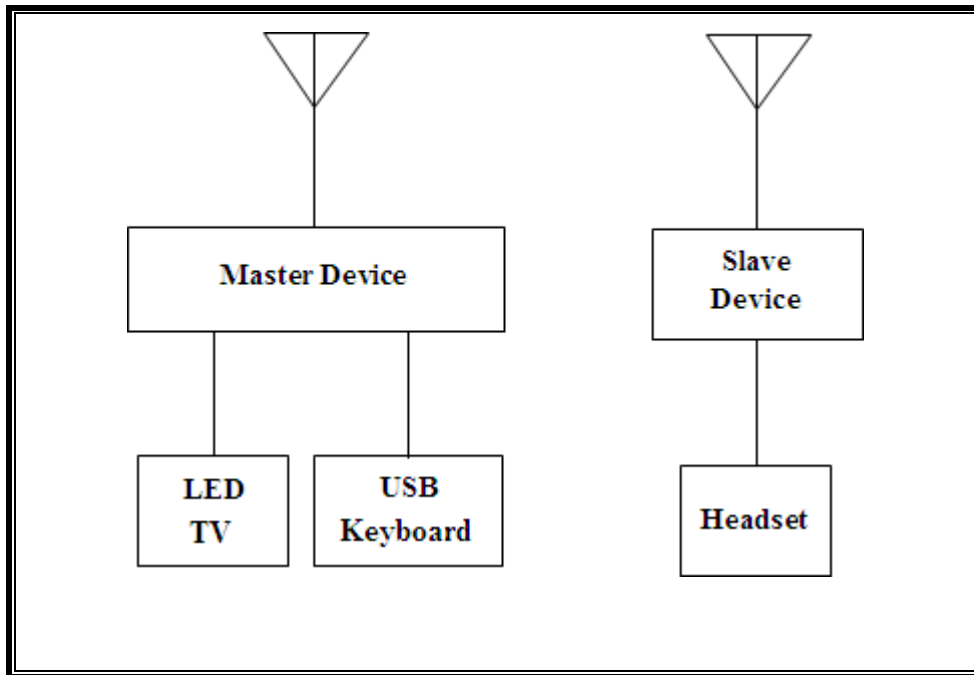 Master Device
Slave
Device
LED
TV
USB
Keyboard
Headset